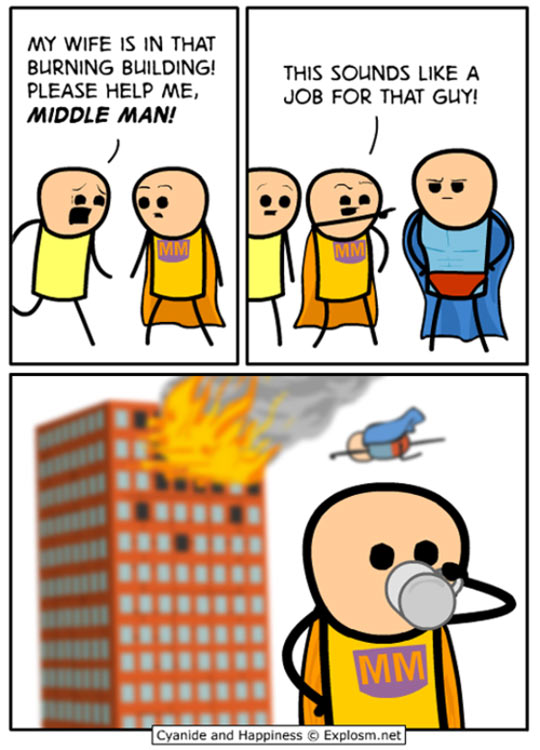 MY WIFE IS IN THAT
BURNING BUILDING!
PLEASE HELP ME,
MIDDLE MAN!
MM
THIS SOUNDS LIKE A
JOB FOR THAT GUY!
MM
MM
Cyanide and Happiness © Explosm.net